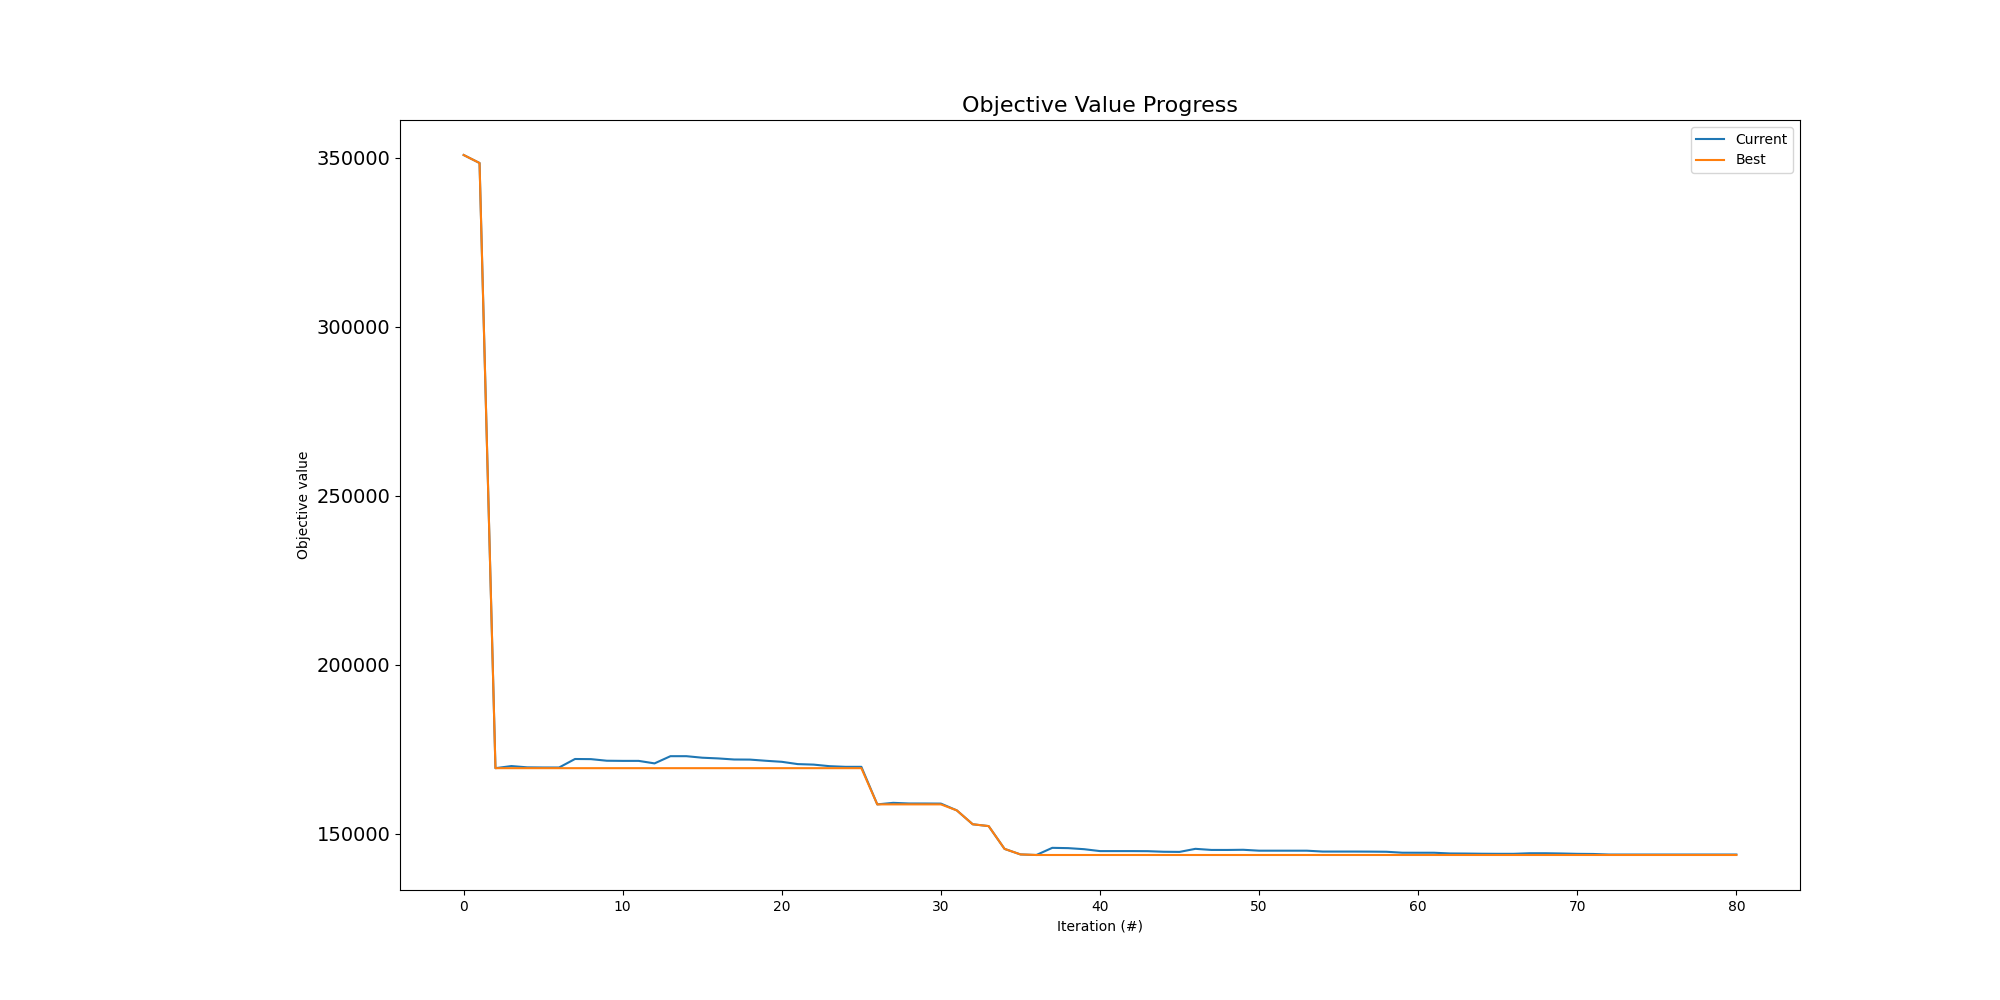 Objective Value Progress
Current
Best
350000
300000
250000
200000
150000
Objective value
0 10 20 30 40 50 60 70 80
Iteration (#)